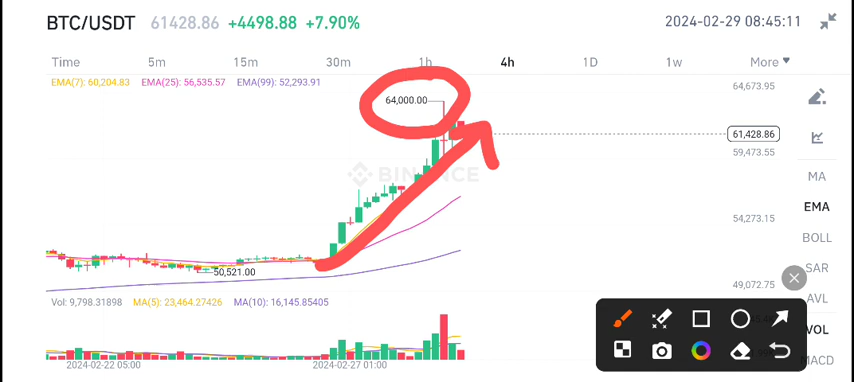 BTC/USDT 61428.86 +4498.88 +7.90% 2024-02-29 08:45:11
Time 5m 15m 30m 1h 4h 1D 1w More
EMA(7): 60,204.83 EMA(25): 56,535.57 EMA(99): 52,293.91
64,673.95
64,000.00
61,428.86
59,473.55
BINANCE
MA
EMA
54,273.15
BOLL
SAR
50,521.00
49,072.75
AVL
Vol: 9,798.31898 MA(5): 23,464.27426 MA(10): 16,145.85405
VOL
MACD
2024-02-22 05:00 2024-02-27 01:00